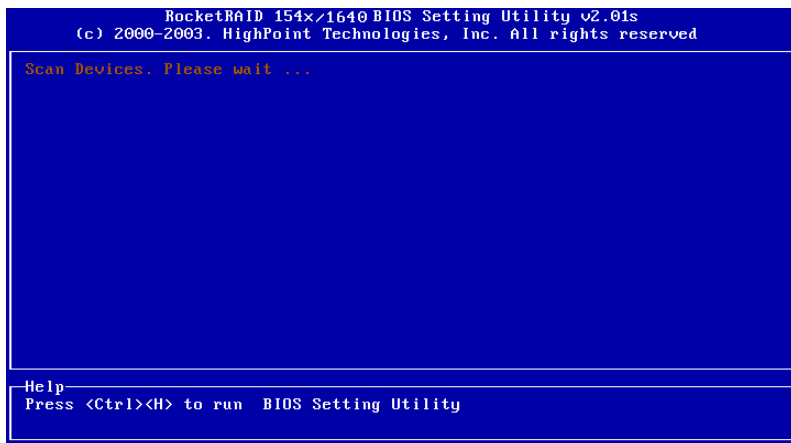 RocketRAID 154x/1640 BIOS Setting Utility v2.01s
(c) 2000-2003. HighPoint Technologies, Inc. All rights reserved
Scan Devices. Please wait ...
Help
Press <Ctrl><H> to run  BIOS Setting Utility